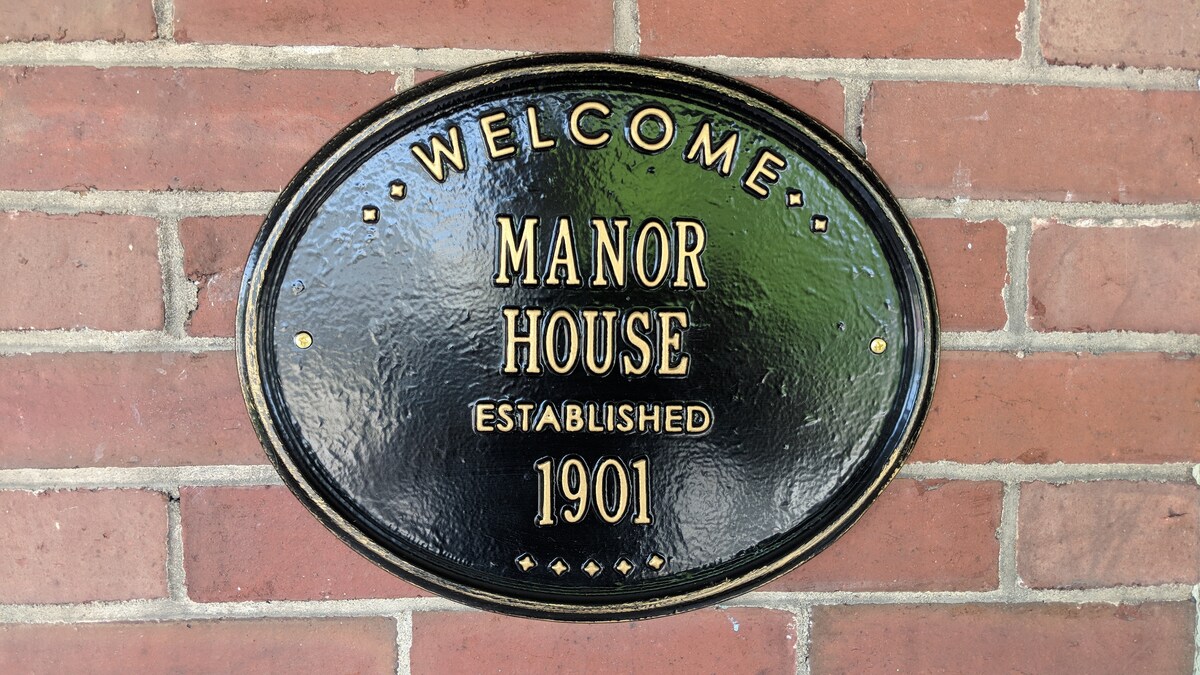 WELCOME
MANOR
HOUSE
ESTABLISHED
1901